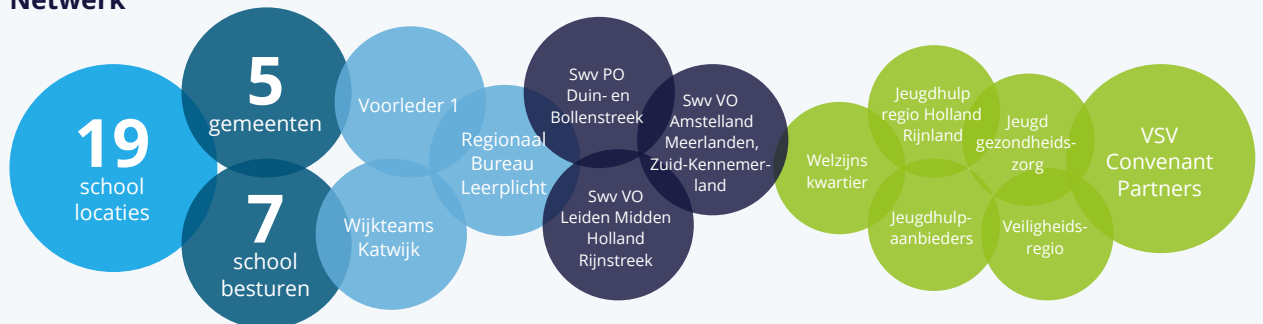 Netwerk
19
school
locaties
5
gemeenten
7
school
besturen
Voorleder 1
Wijkteams
Katwijk
Regionaal
Bureau
Leerplicht
Swv PO
Duin- en
Bollenstreek
Swv VO
Amstelland
Meerlanden,
Zuid-Kennemer-
land
Swv VO
Leiden Midden
Holland
Rijnstreek
Welzijns
kwartier
Jeugdhulp
regio Holland
Rijnland
Jeugd
gezondheids-
zorg
Jeugdhulp-
aanbieders
Veiligheids-
regio
VSV
Convenant
Partners